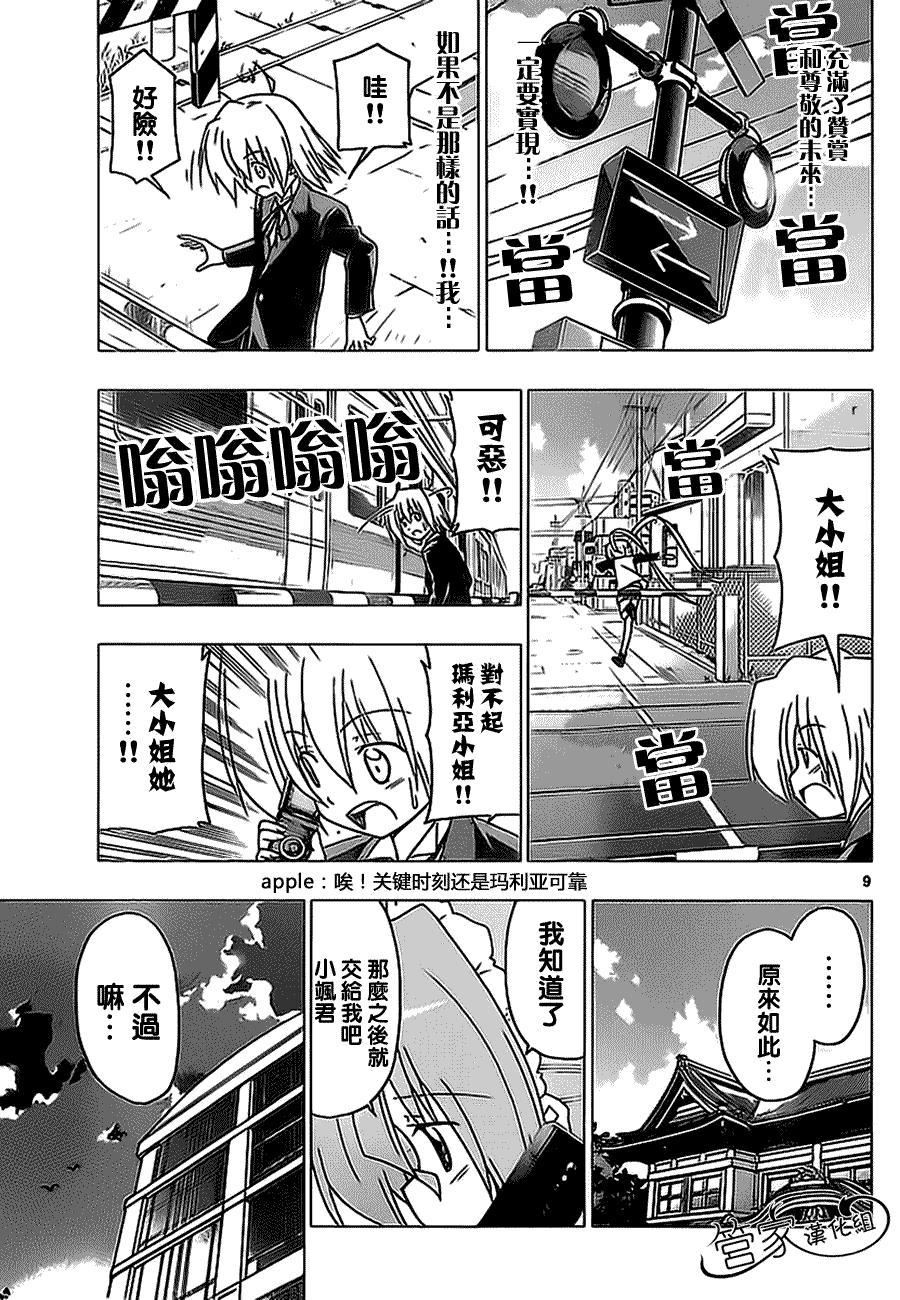 當
充滿了贊賞
和尊敬的未來…
一定要實現…!!
當
當
如果不是那樣的話…!!我…
哇!!
好險!!
大小姐!!
當
當
可惡!!
嗡嗡嗡嗡
對不起
瑪利亞小姐!!
大小姐她
……!!
apple：唉！关键时刻还是玛利亚可靠
9
……
原來如此…
我知道了
那麼之後就
交給我吧
小颯君
不過
嘛…
管家漢化組